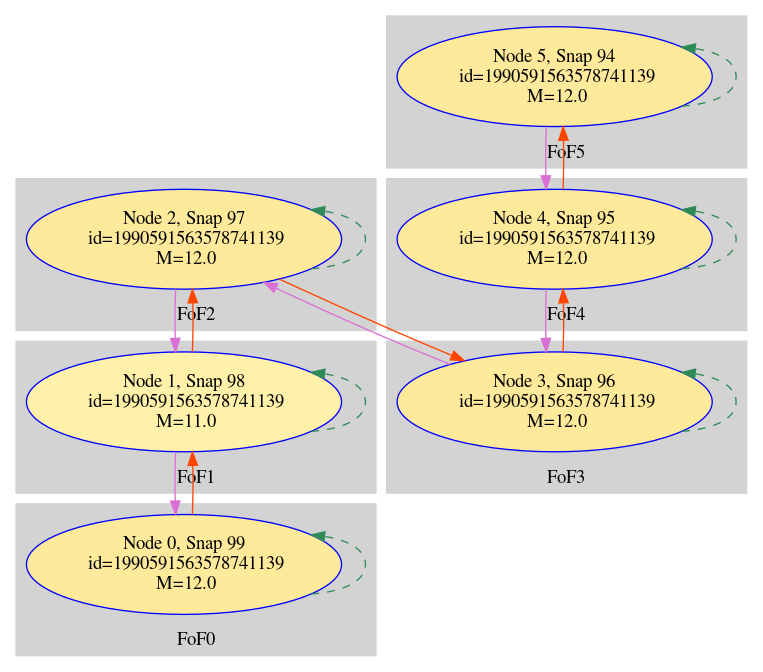 Node 5, Snap 94
id=1990591563578741139
M=12.0
FoF5
Node 2, Snap 97
id=1990591563578741139
M=12.0
FoF2
Node 4, Snap 95
id=1990591563578741139
M=12.0
FoF4
Node 1, Snap 98
id=1990591563578741139
M=11.0
FoF1
Node 3, Snap 96
id=1990591563578741139
M=12.0
FoF3
Node 0, Snap 99
id=1990591563578741139
M=12.0
FoF0